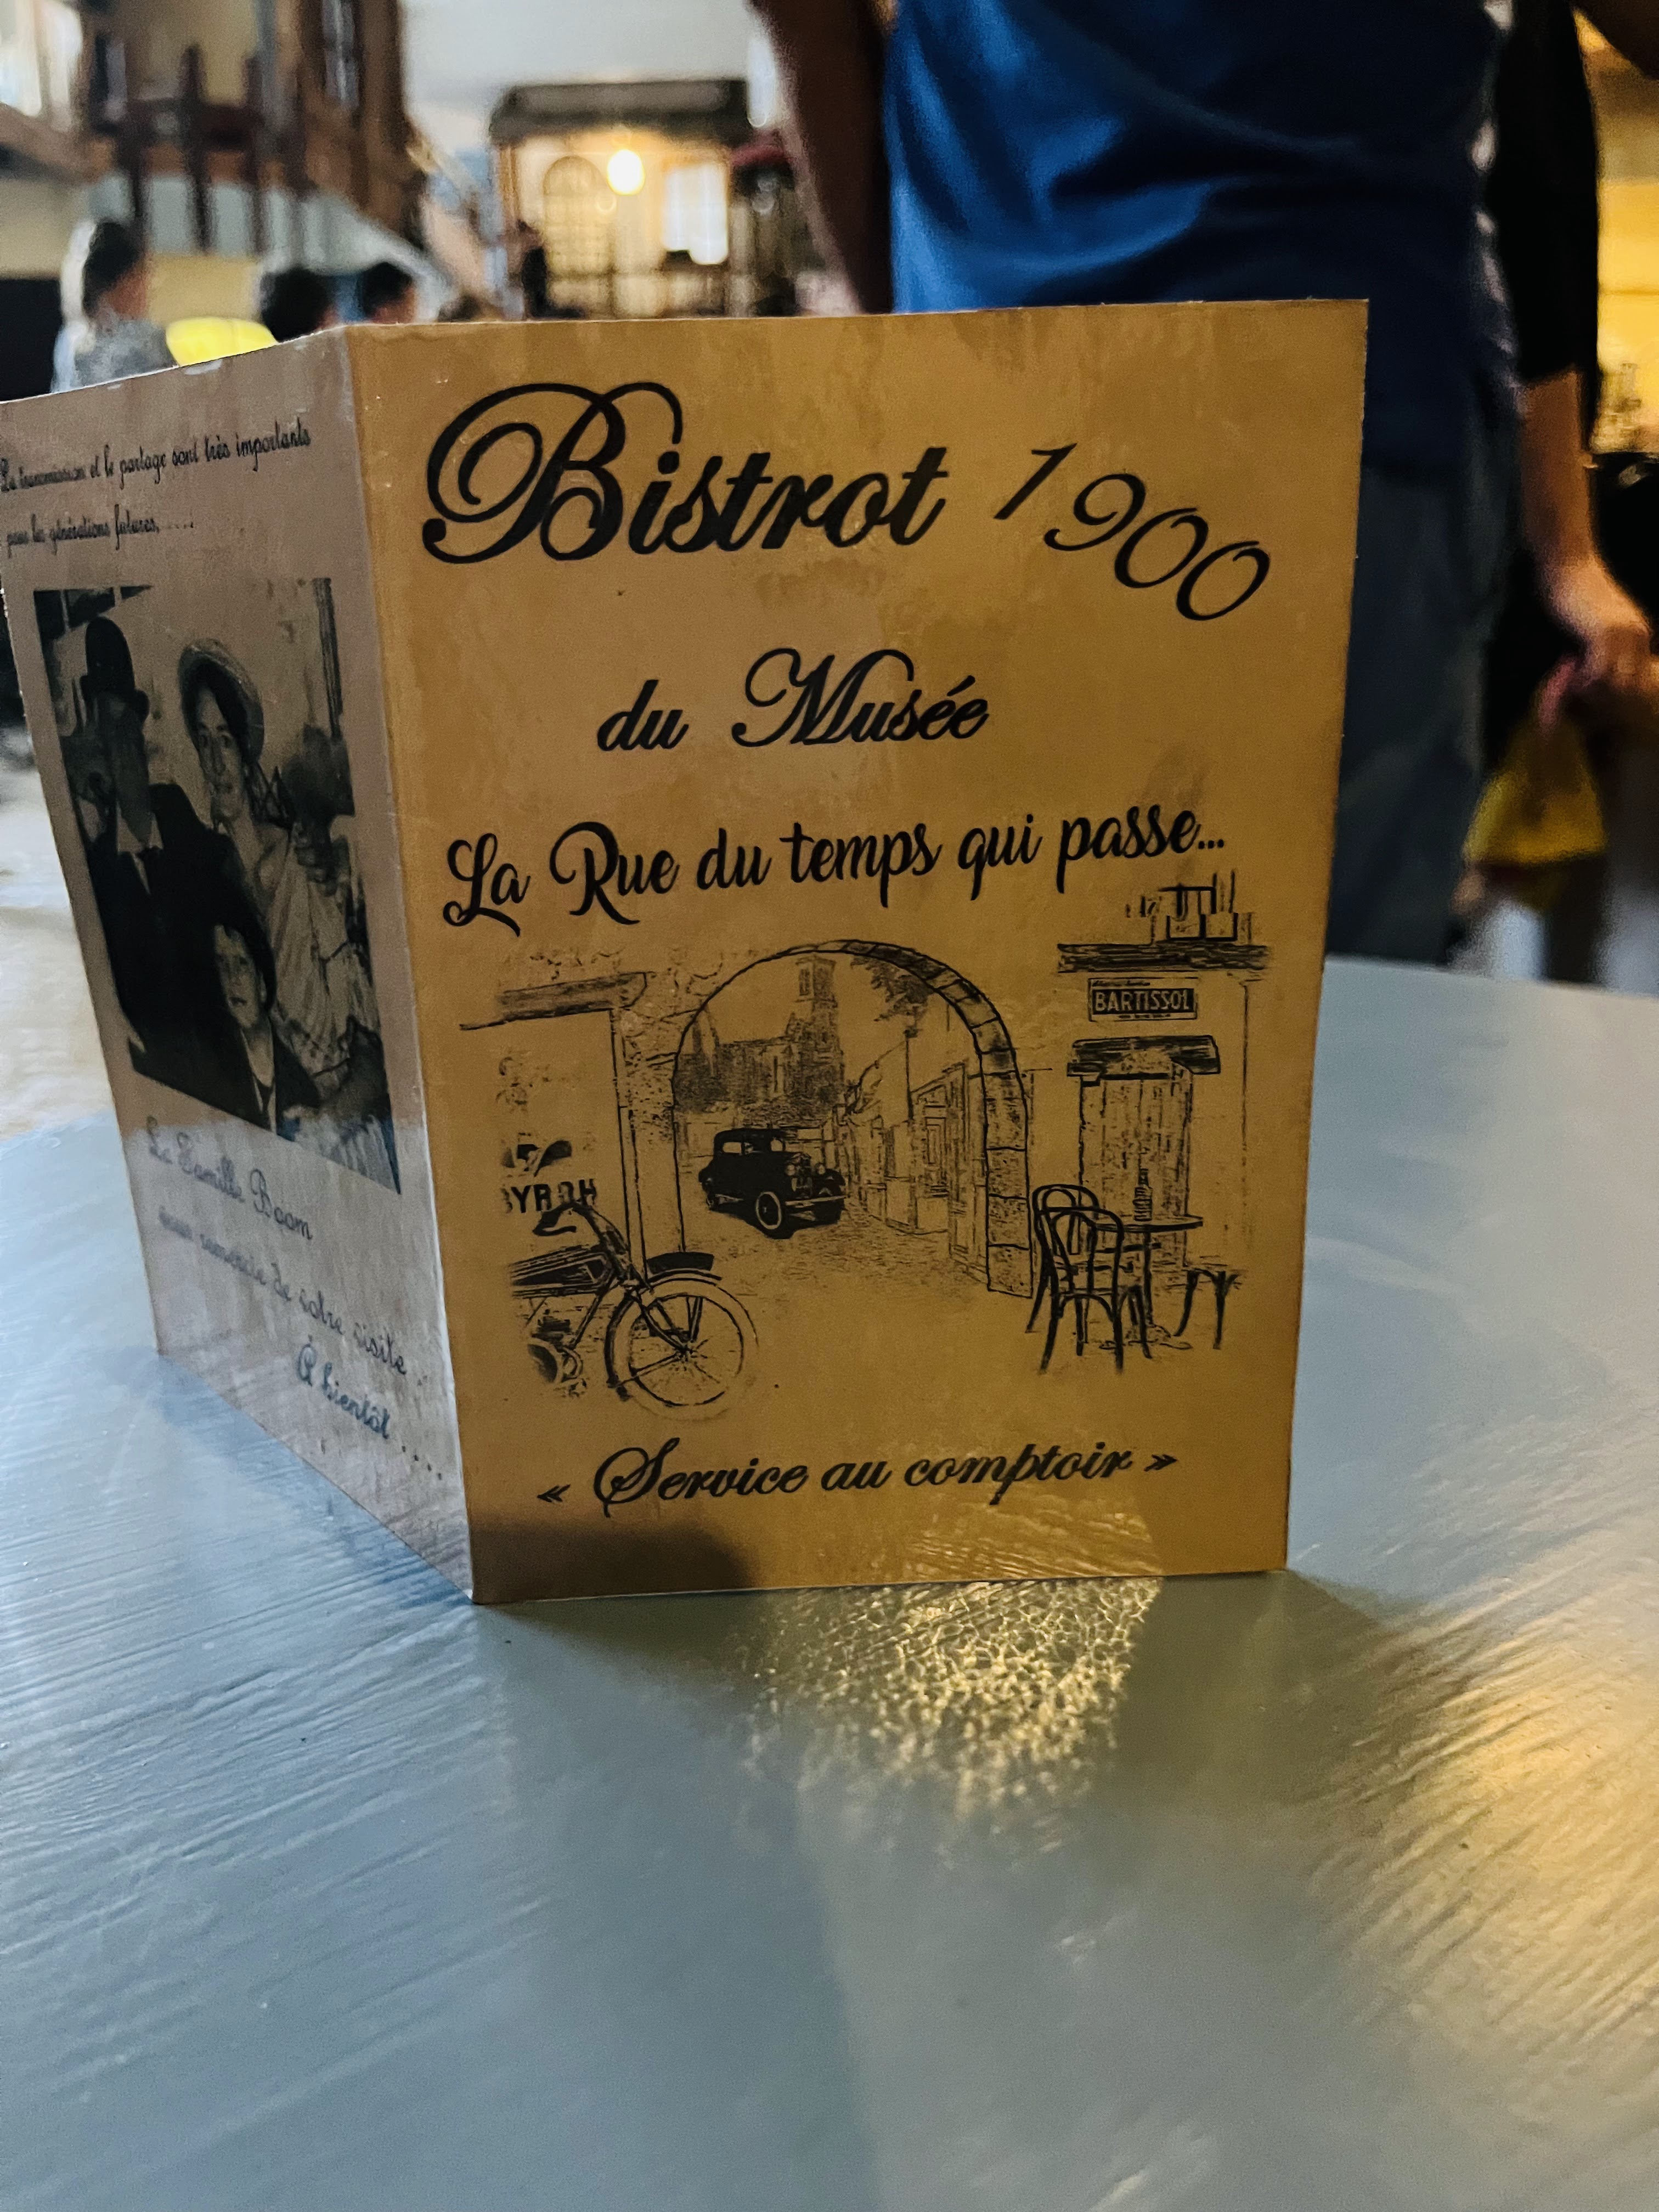 La transmission et le partage sont très importants
pour les générations futures, .....
La Famille Boom
vous remercie de votre visite .
À bientôt ....
Bistrot 1900
du Musée
La Rue du temps qui passe...
BARTISSOL
BYRRH
« Service au comptoir »